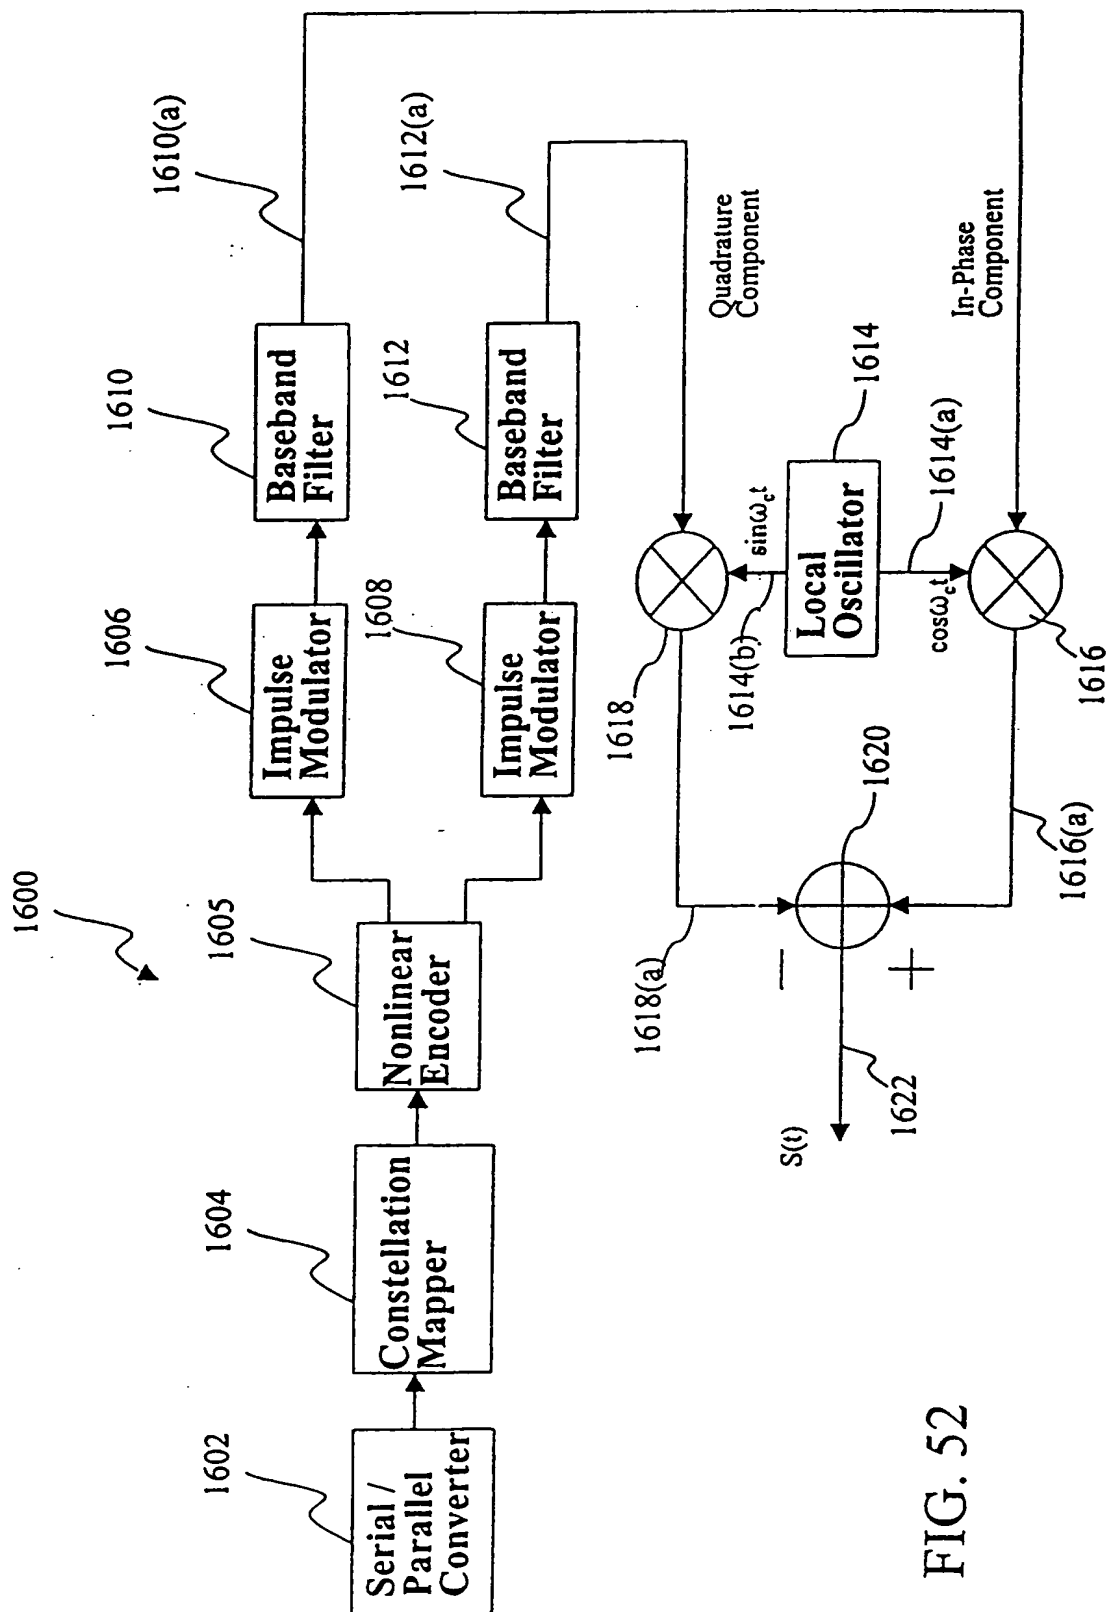 1600
1602
Serial /
Parallel
Converter
1604
Constellation
Mapper
1605
Nonlinear
Encoder
1606
Impulse
Modulator
1608
Impulse
Modulator
1610
Baseband
Filter
1612
Baseband
Filter
1610(a)
1612(a)
Quadrature
Component
In-Phase
Component
1618
sinωct
1614(b)
Local
Oscillator
1614
1614(a)
cosωct
1616
1618(a)
−
+
1620
1616(a)
S(t)
1622
FIG. 52